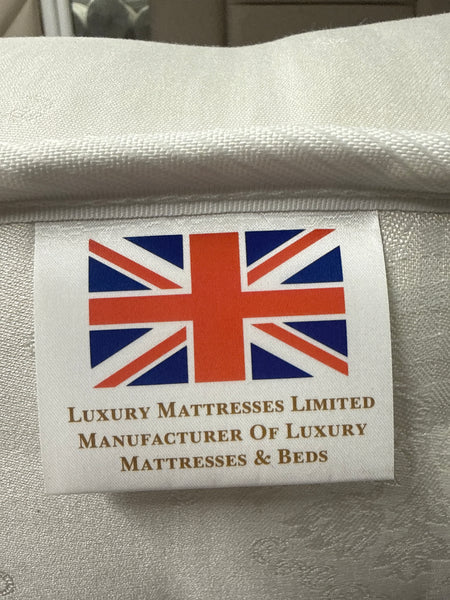 Luxury Mattresses Limited
Manufacturer Of Luxury
Mattresses & Beds